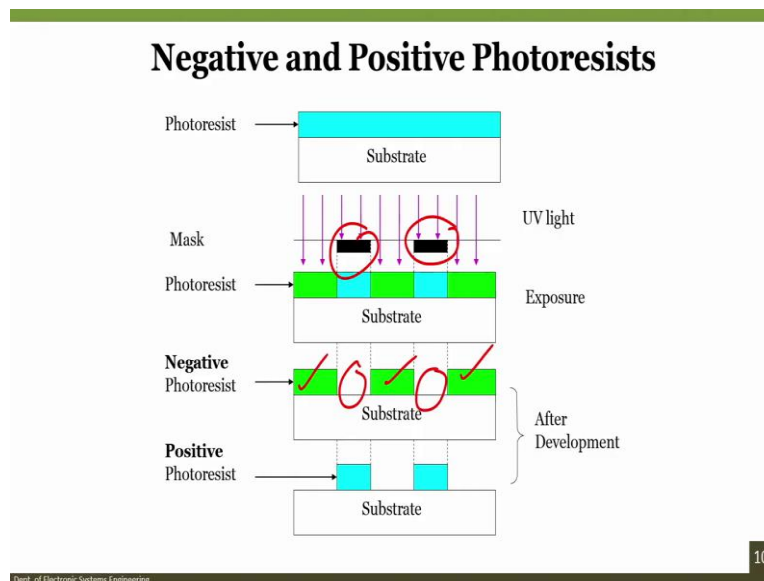 Negative and Positive Photoresists
Photoresist
Substrate
UV light
Mask
Photoresist
Exposure
Substrate
Negative
Photoresist
Substrate
After
Development
Positive
Photoresist
Substrate
10
Dept. of Electronic Systems Engineering